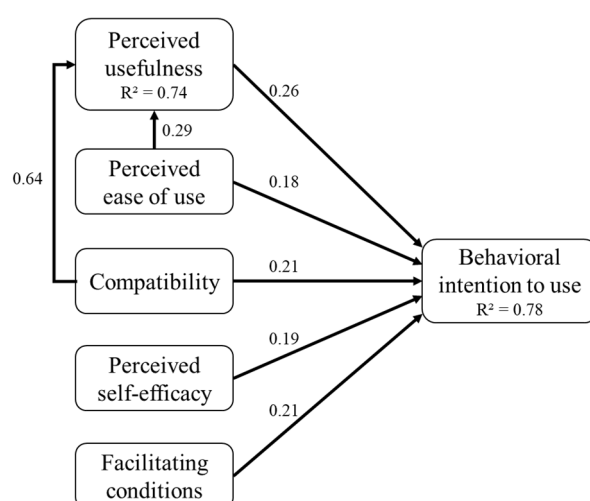 Perceived
usefulness
R² = 0.74
0.26
0.29
0.64
Perceived
ease of use
0.18
Compatibility
0.21
Behavioral
intention to use
R² = 0.78
Perceived
self-efficacy
0.19
0.21
Facilitating
conditions